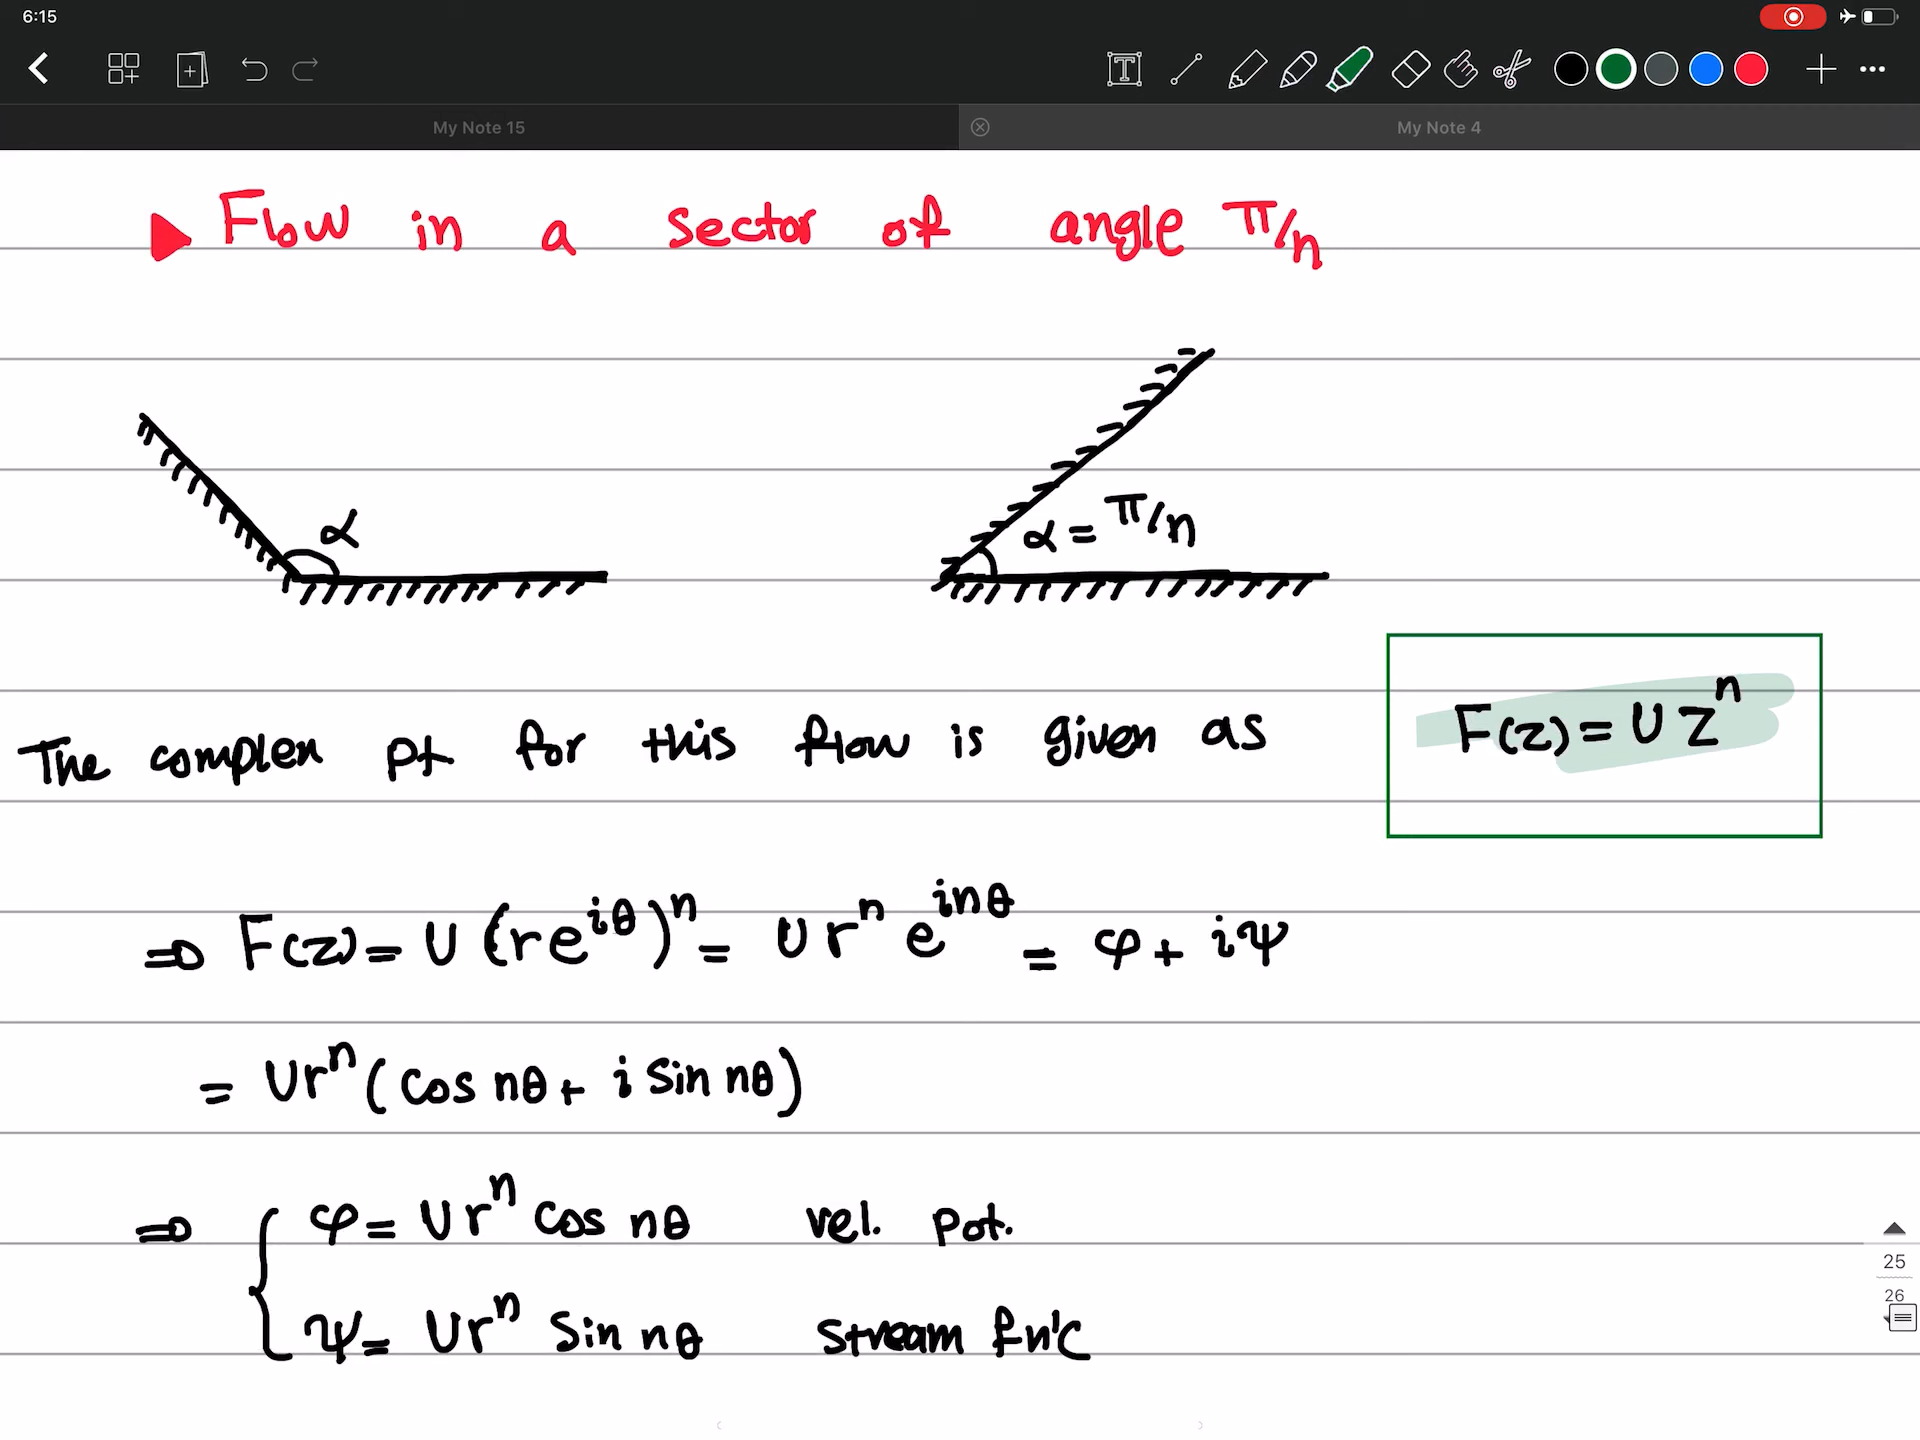 6:15
My Note 15
My Note 4
Flow in a sector of angle π/n
α
α = π/n
The complex pt for this flow is given as
F(z) = U z^n
⇒ F(z) = U (re^{iθ})^n = U r^n e^{inθ} = φ + iψ
= Ur^n (cos nθ + i sin nθ)
⇒ { φ = Ur^n cos nθ vel. pot.
ψ = Ur^n sin nθ stream fn'c
25
26